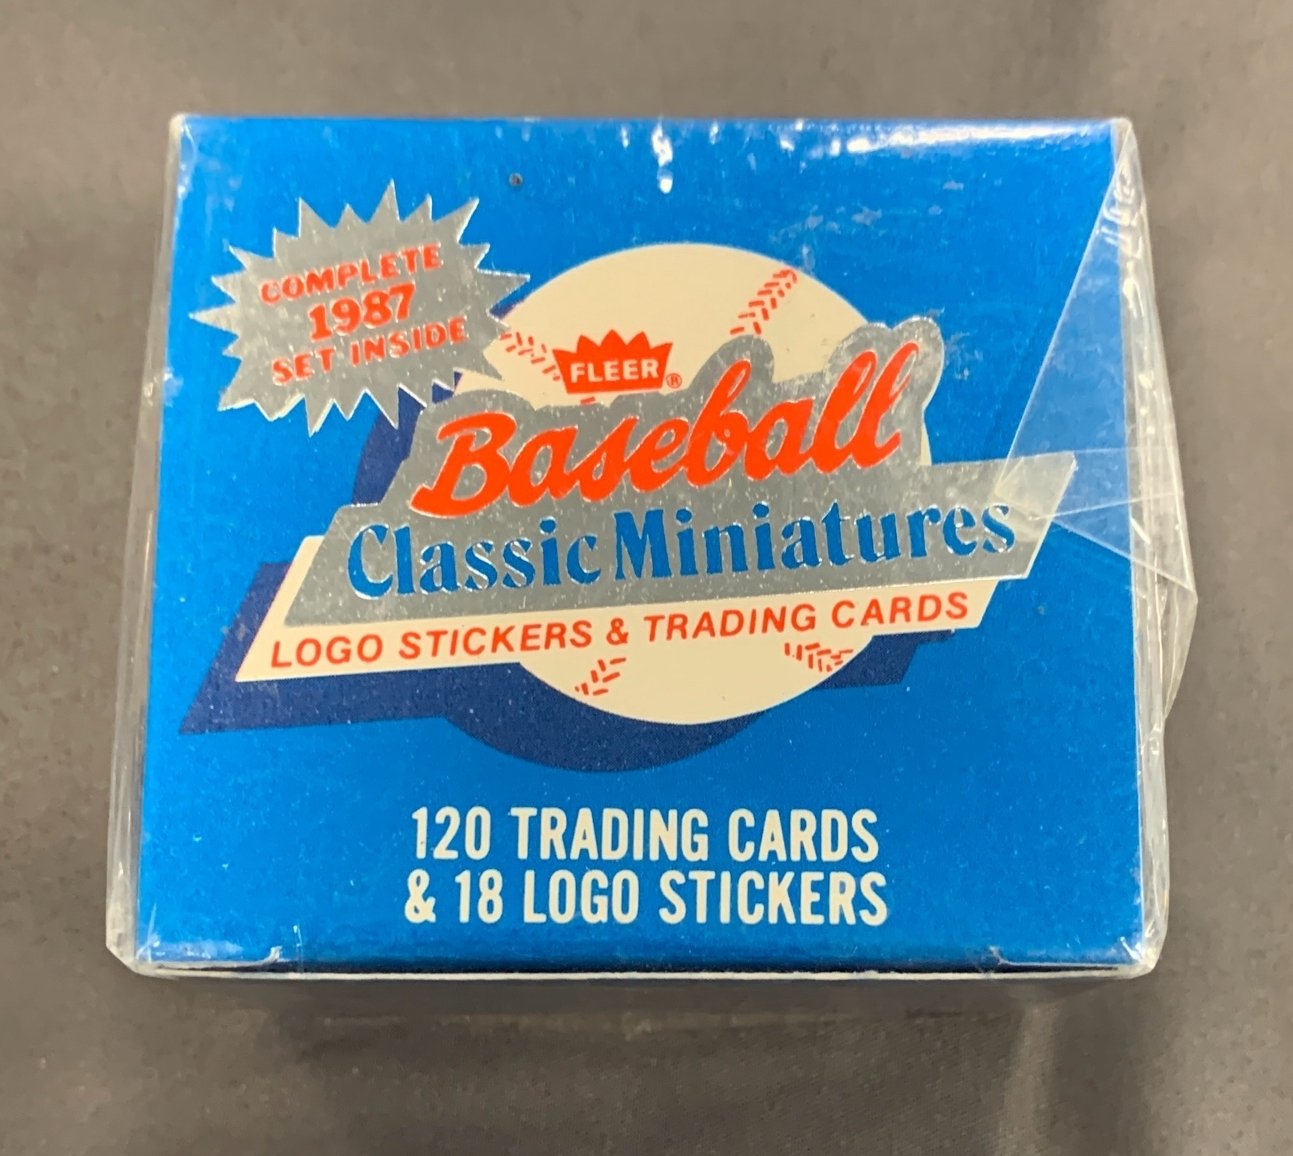 COMPLETE
1987
SET INSIDE
FLEER®
Baseball
Classic Miniatures
LOGO STICKERS & TRADING CARDS
120 TRADING CARDS
& 18 LOGO STICKERS